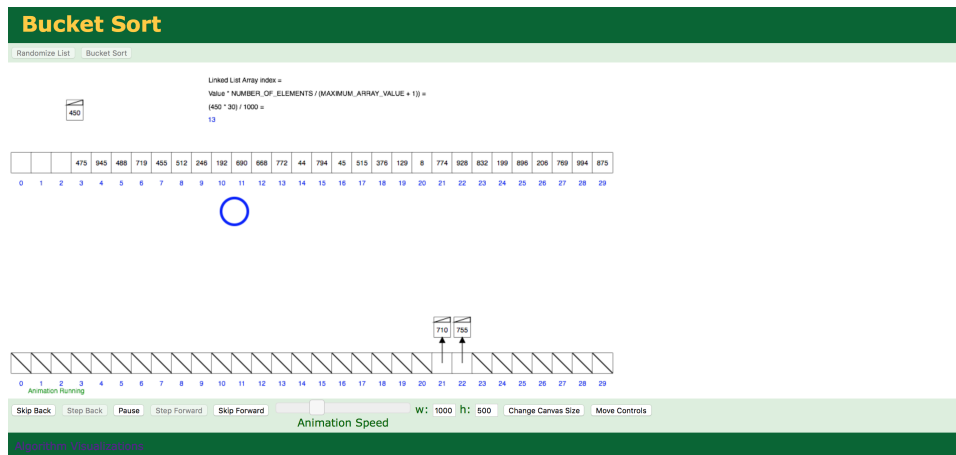 Bucket Sort
Randomize List Bucket Sort
Linked List Array index =
Value * NUMBER_OF_ELEMENTS / (MAXIMUM_ARRAY_VALUE + 1)) =
(450 * 30) / 1000 =
13
450
475 945 488 719 455 512 246 192 690 668 772 44 794 45 515 376 129 8 774 928 832 199 896 206 769 994 875
0 1 2 3 4 5 6 7 8 9 10 11 12 13 14 15 16 17 18 19 20 21 22 23 24 25 26 27 28 29
710 755
0 1 2 3 4 5 6 7 8 9 10 11 12 13 14 15 16 17 18 19 20 21 22 23 24 25 26 27 28 29
Animation Running
Skip Back Step Back Pause Step Forward Skip Forward w: 1000 h: 500 Change Canvas Size Move Controls
Animation Speed